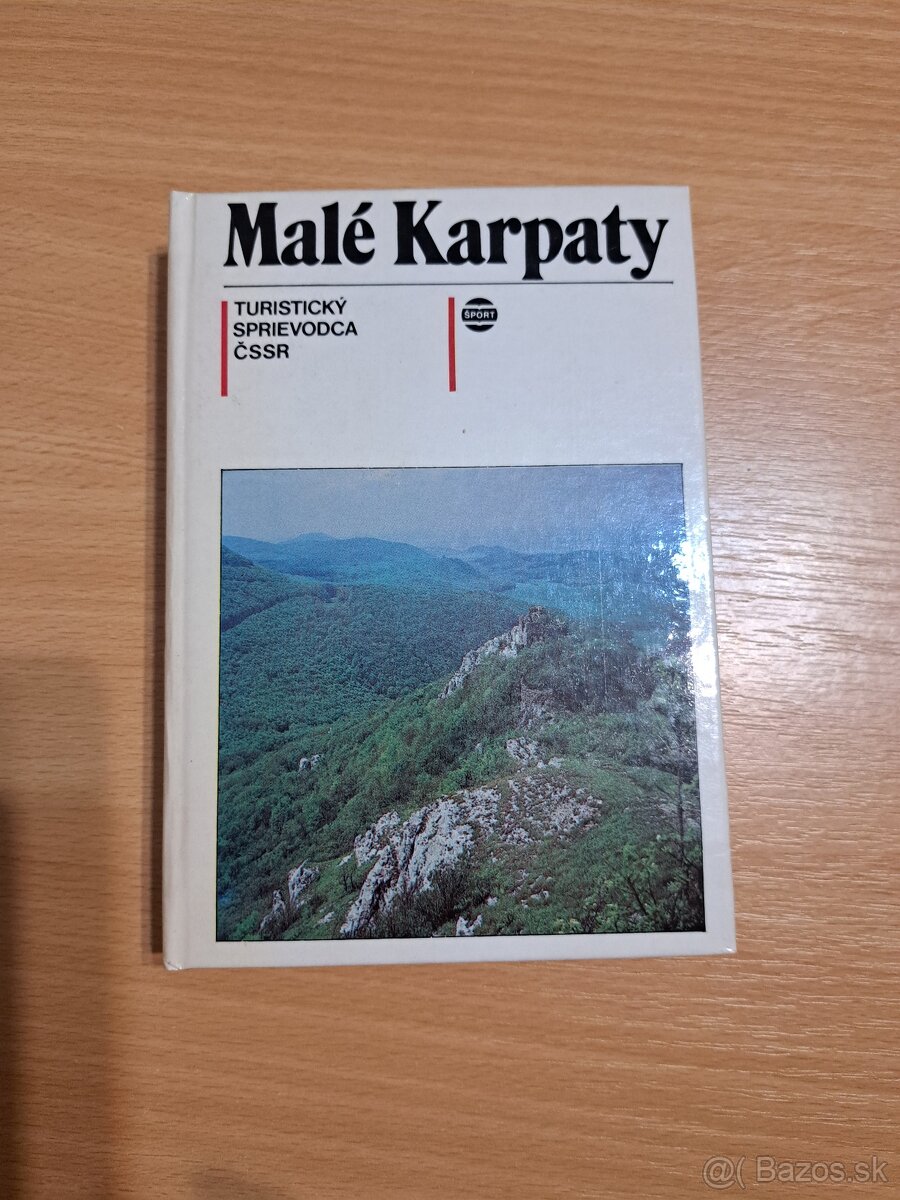 Malé Karpaty
TURISTICKÝ
SPRIEVODCA
ČSSR
ŠPORT
@( Bazos.sk